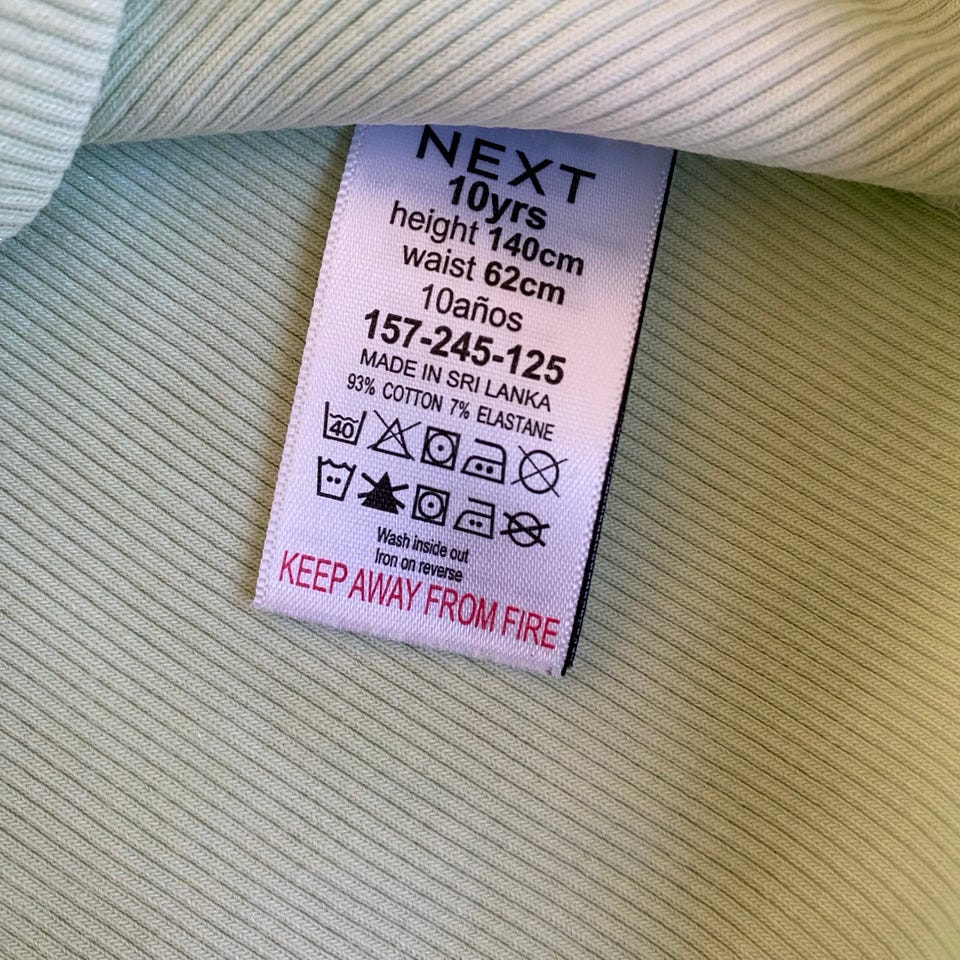 NEXT
10yrs
height 140cm
waist 62cm
10años
157-245-125
MADE IN SRI LANKA
93% COTTON 7% ELASTANE
40
Wash inside out
Iron on reverse
KEEP AWAY FROM FIRE